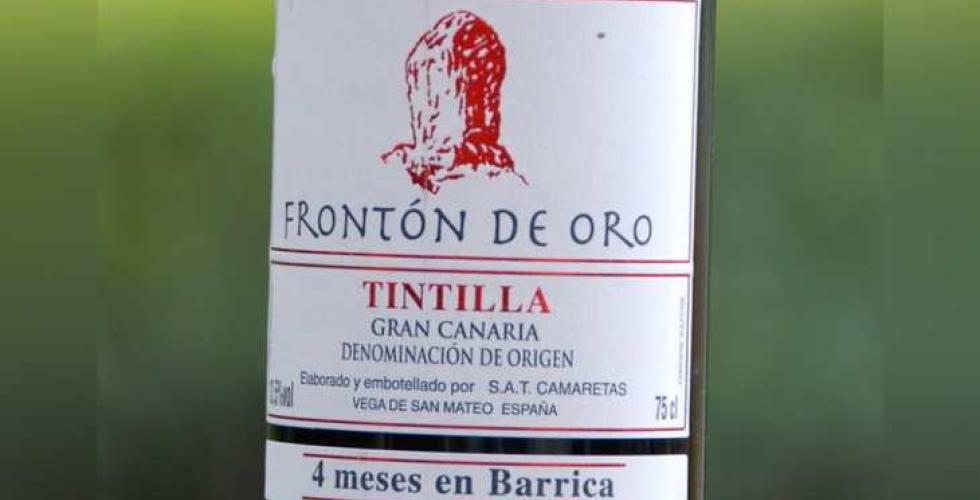 FRONTÓN DE ORO
TINTILLA
GRAN CANARIA
DENOMINACIÓN DE ORIGEN
Elaborado y embotellado por S.A.T. CAMARETAS
VEGA DE SAN MATEO ESPAÑA
75 cl
4 meses en Barrica